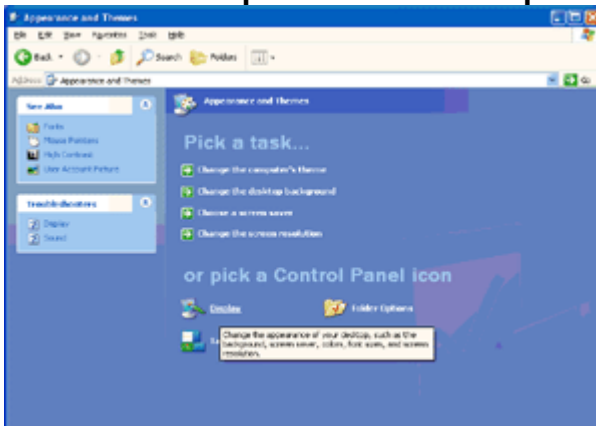 Appearance and Themes
File Edit View Favorites Tools Help
Back Search Folders
Address Appearance and Themes Go
See Also
Fonts
Mouse Pointers
High Contrast
User Account Picture
Troubleshooters
Display
Sound
Appearance and Themes
Pick a task...
Change the computer's theme
Change the desktop background
Choose a screen saver
Change the screen resolution
or pick a Control Panel icon
Display
Folder Options
Change the appearance of your desktop, such as the
background, screen saver, colors, font sizes, and screen
resolution.